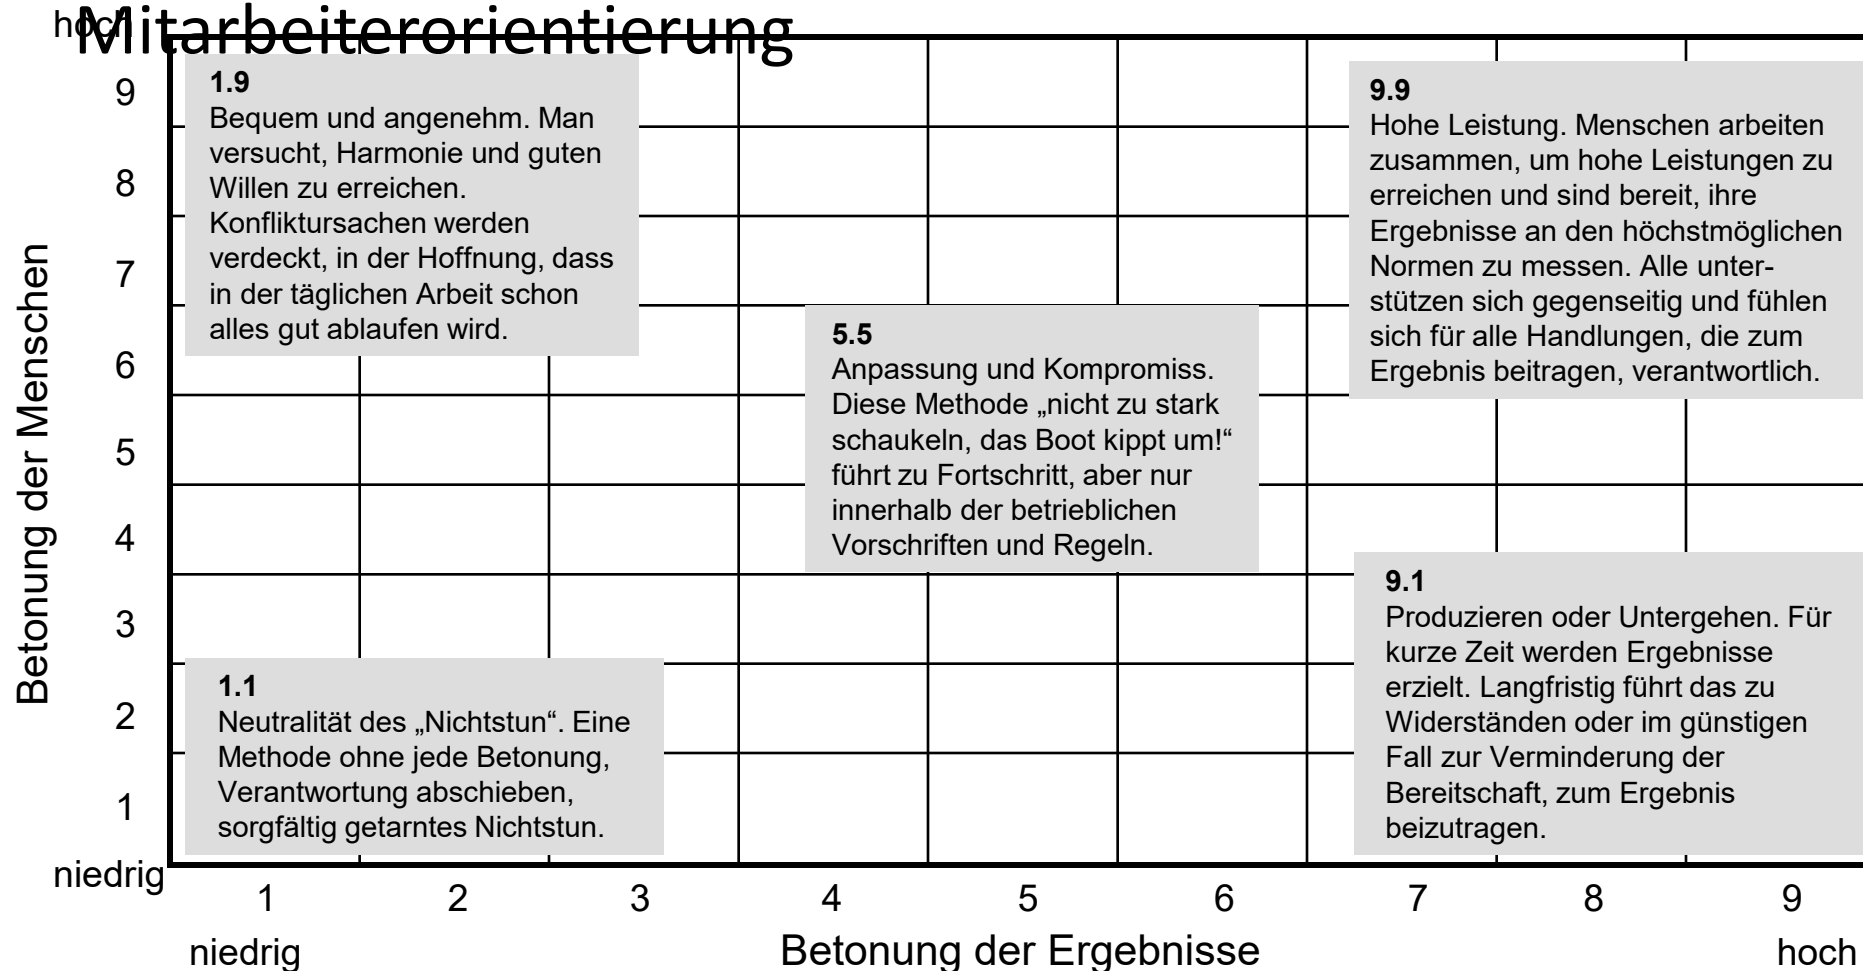 Mitarbeiterorientierung
hoch
9
8
7
6
5
4
3
2
1
niedrig
Betonung der Menschen
1.9
Bequem und angenehm. Man
versucht, Harmonie und guten
Willen zu erreichen.
Konfliktursachen werden
verdeckt, in der Hoffnung, dass
in der täglichen Arbeit schon
alles gut ablaufen wird.
9.9
Hohe Leistung. Menschen arbeiten
zusammen, um hohe Leistungen zu
erreichen und sind bereit, ihre
Ergebnisse an den höchstmöglichen
Normen zu messen. Alle unter-
stützen sich gegenseitig und fühlen
sich für alle Handlungen, die zum
Ergebnis beitragen, verantwortlich.
5.5
Anpassung und Kompromiss.
Diese Methode „nicht zu stark
schaukeln, das Boot kippt um!“
führt zu Fortschritt, aber nur
innerhalb der betrieblichen
Vorschriften und Regeln.
1.1
Neutralität des „Nichtstun“. Eine
Methode ohne jede Betonung,
Verantwortung abschieben,
sorgfältig getarntes Nichtstun.
9.1
Produzieren oder Untergehen. Für
kurze Zeit werden Ergebnisse
erzielt. Langfristig führt das zu
Widerständen oder im günstigen
Fall zur Verminderung der
Bereitschaft, zum Ergebnis
beizutragen.
1 2 3 4 5 6 7 8 9
niedrig Betonung der Ergebnisse hoch